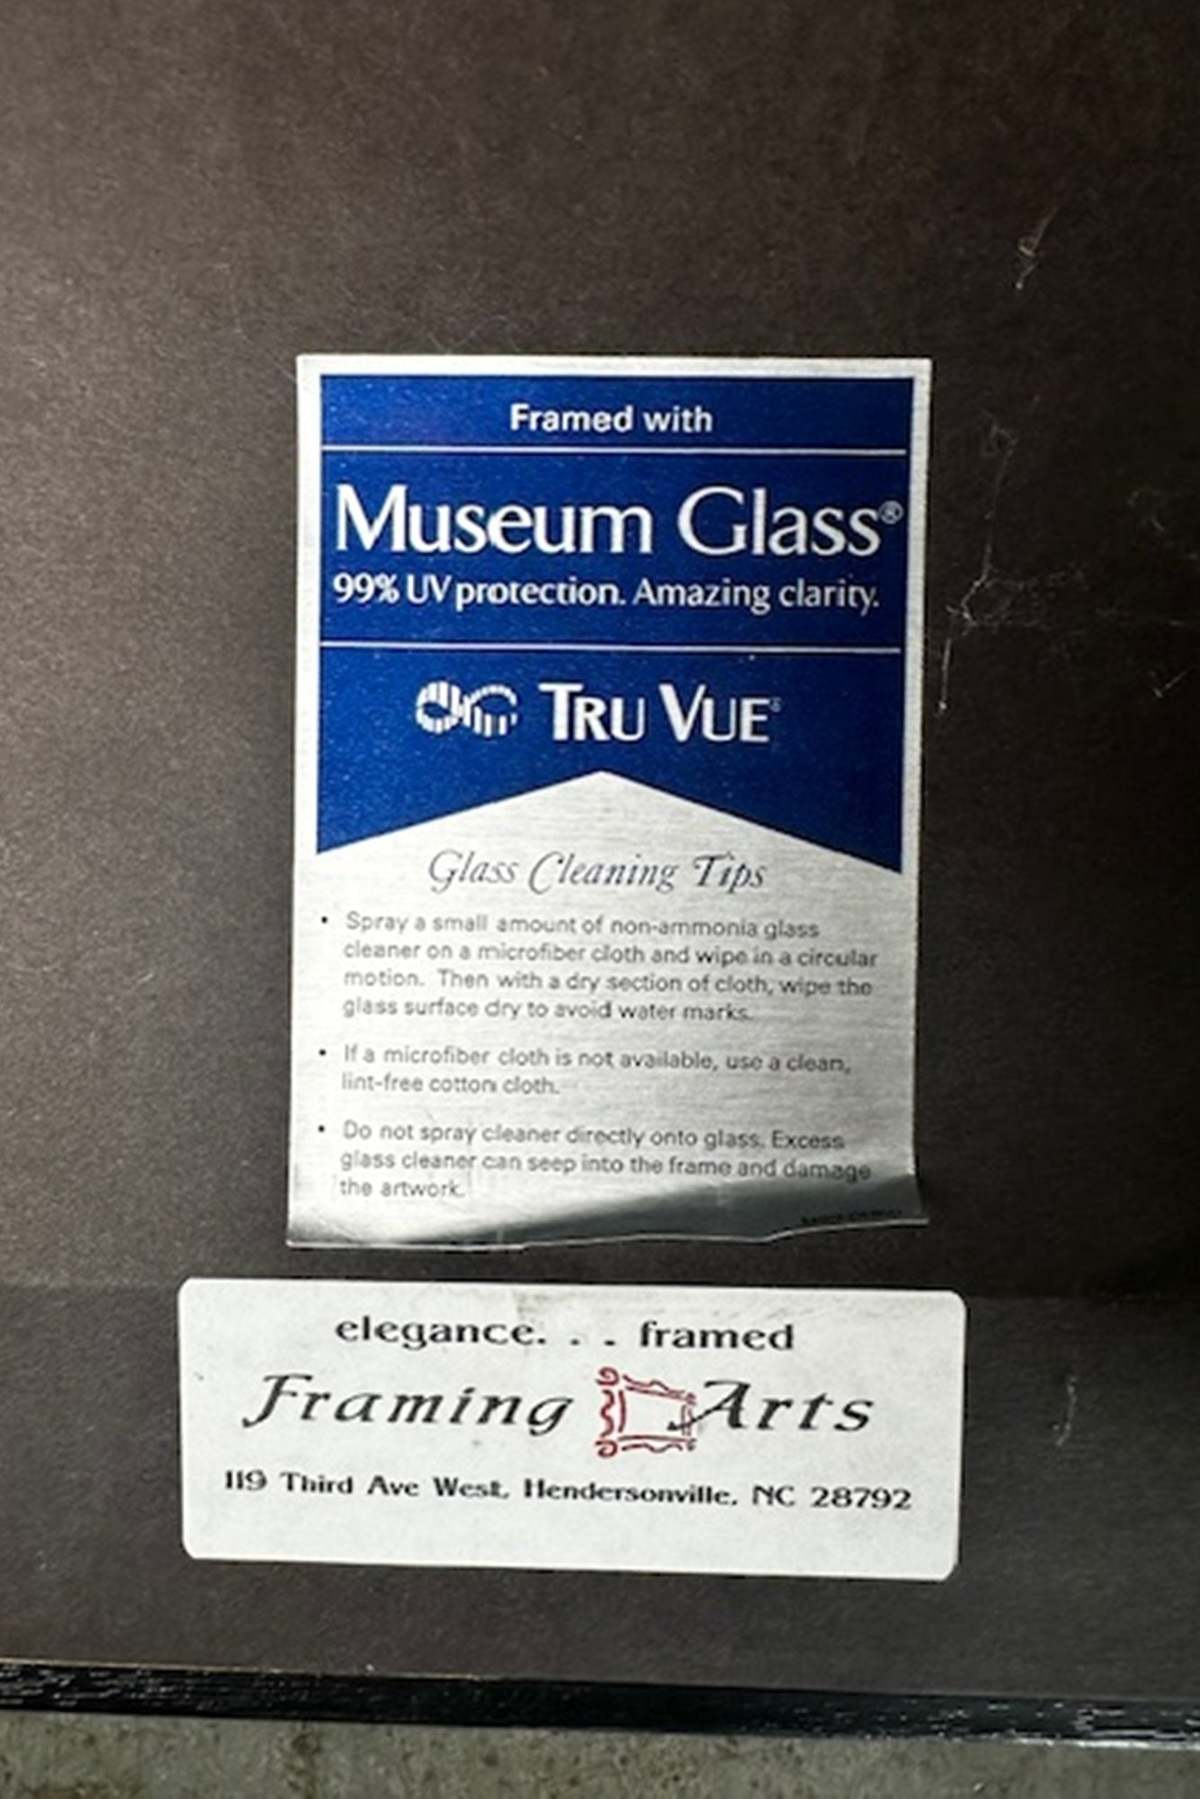 Framed with
Museum Glass®
99% UV protection. Amazing clarity.
TRU VUE®
Glass Cleaning Tips
• Spray a small amount of non-ammonia glass
cleaner on a microfiber cloth and wipe in a circular
motion. Then with a dry section of cloth, wipe the
glass surface dry to avoid water marks.
• If a microfiber cloth is not available, use a clean,
lint-free cotton cloth.
• Do not spray cleaner directly onto glass. Excess
glass cleaner can seep into the frame and damage
the artwork.
elegance. . . framed
Framing Arts
119 Third Ave West, Hendersonville, NC 28792